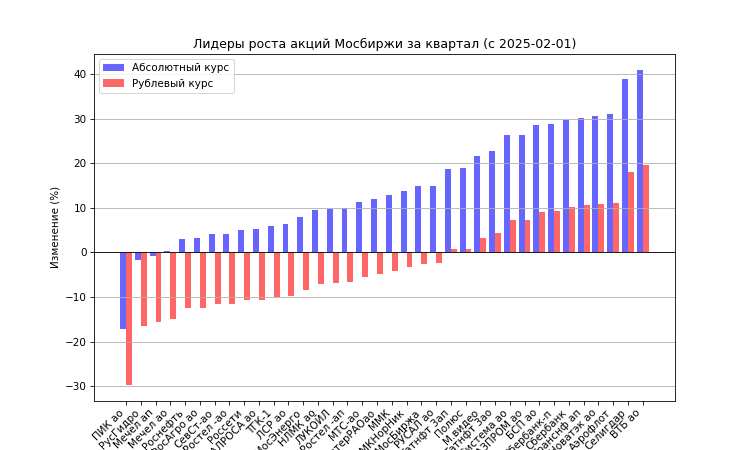 Лидеры роста акций Мосбиржи за квартал (с 2025-02-01)
Абсолютный курс
Рублевый курс
Изменение (%)
40
30
20
10
0
−10
−20
−30
ПИК ао
РусГидро
Мечел ап
Мечел ао
Роснефть
РосАгро ао
СевСт-ао
Ростел -ао
Россети
АЛРОСА ао
ТГК-1
ЛСР ао
МосЭнерго
НЛМК ао
ЛУКОЙЛ
Ростел -ап
МТС-ао
ММК
МосБиржа
РУСАЛ ао
Полюс
М.видео
БСП ао
Сбербанк
Аэрофлот
Селигдар
ВТБ ао